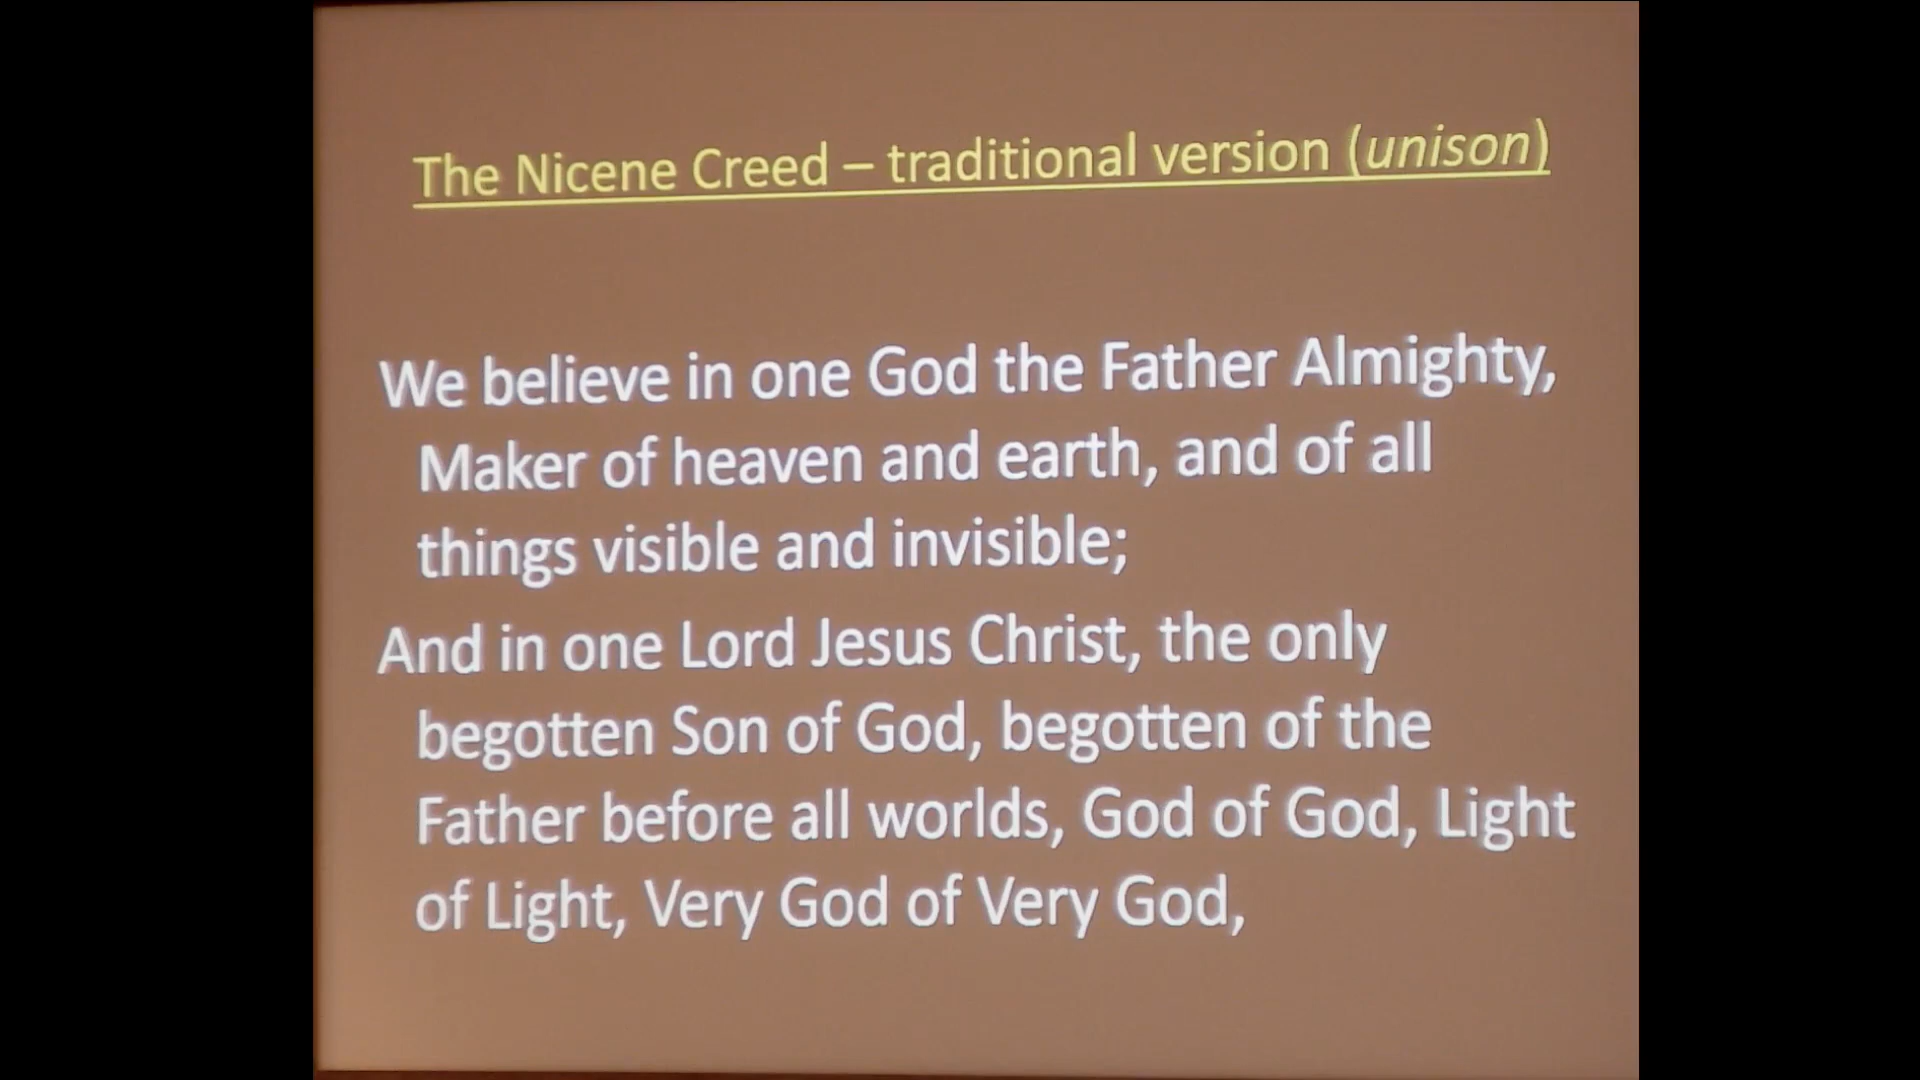 The Nicene Creed – traditional version (unison)
We believe in one God the Father Almighty,
Maker of heaven and earth, and of all
things visible and invisible;
And in one Lord Jesus Christ, the only
begotten Son of God, begotten of the
Father before all worlds, God of God, Light
of Light, Very God of Very God,